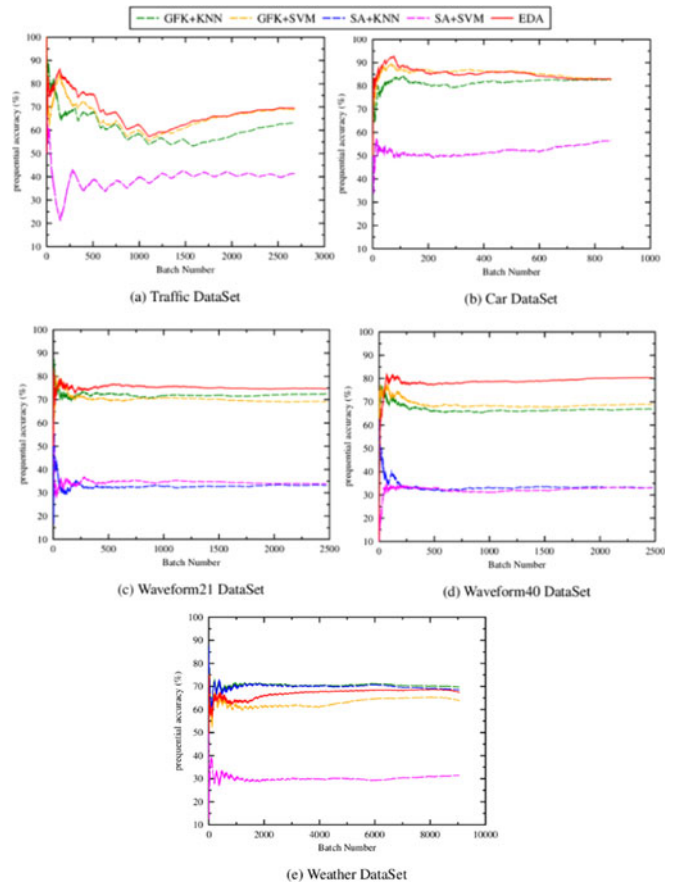 GFK+KNN GFK+SVM SA+KNN SA+SVM EDA
100
90
80
70
60
50
40
30
20
10
prequential accuracy (%)
0 500 1000 1500 2000 2500 3000
Batch Number
(a) Traffic DataSet
100
90
80
70
60
50
40
30
20
10
prequential accuracy (%)
0 200 400 600 800 1000
Batch Number
(b) Car DataSet
100
90
80
70
60
50
40
30
20
10
prequential accuracy (%)
0 500 1000 1500 2000 2500
Batch Number
(c) Waveform21 DataSet
100
90
80
70
60
50
40
30
20
10
prequential accuracy (%)
0 500 1000 1500 2000 2500
Batch Number
(d) Waveform40 DataSet
100
90
80
70
60
50
40
30
20
10
prequential accuracy (%)
0 2000 4000 6000 8000 10000
Batch Number
(e) Weather DataSet